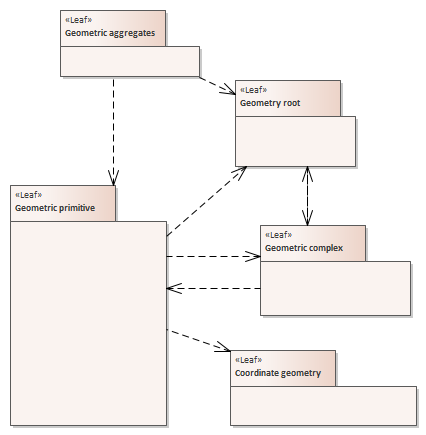 «Leaf»
Geometric aggregates
«Leaf»
Geometry root
«Leaf»
Geometric primitive
«Leaf»
Geometric complex
«Leaf»
Coordinate geometry